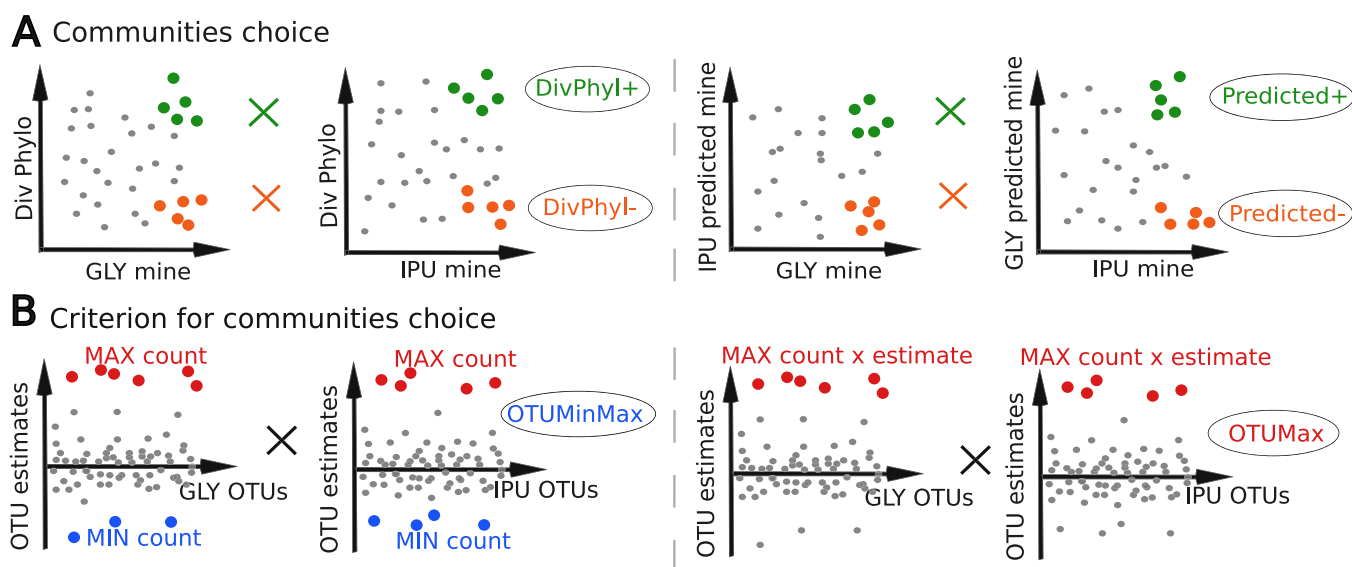 A Communities choice
Div Phylo
GLY mine
Div Phylo
IPU mine
DivPhyl+
DivPhyl-
IPU predicted mine
GLY mine
GLY predicted mine
IPU mine
Predicted+
Predicted-
B Criterion for communities choice
OTU estimates
MAX count
GLY OTUs
MIN count
OTU estimates
MAX count
IPU OTUs
MIN count
OTUMinMax
OTU estimates
MAX count x estimate
GLY OTUs
OTU estimates
MAX count x estimate
IPU OTUs
OTUMax